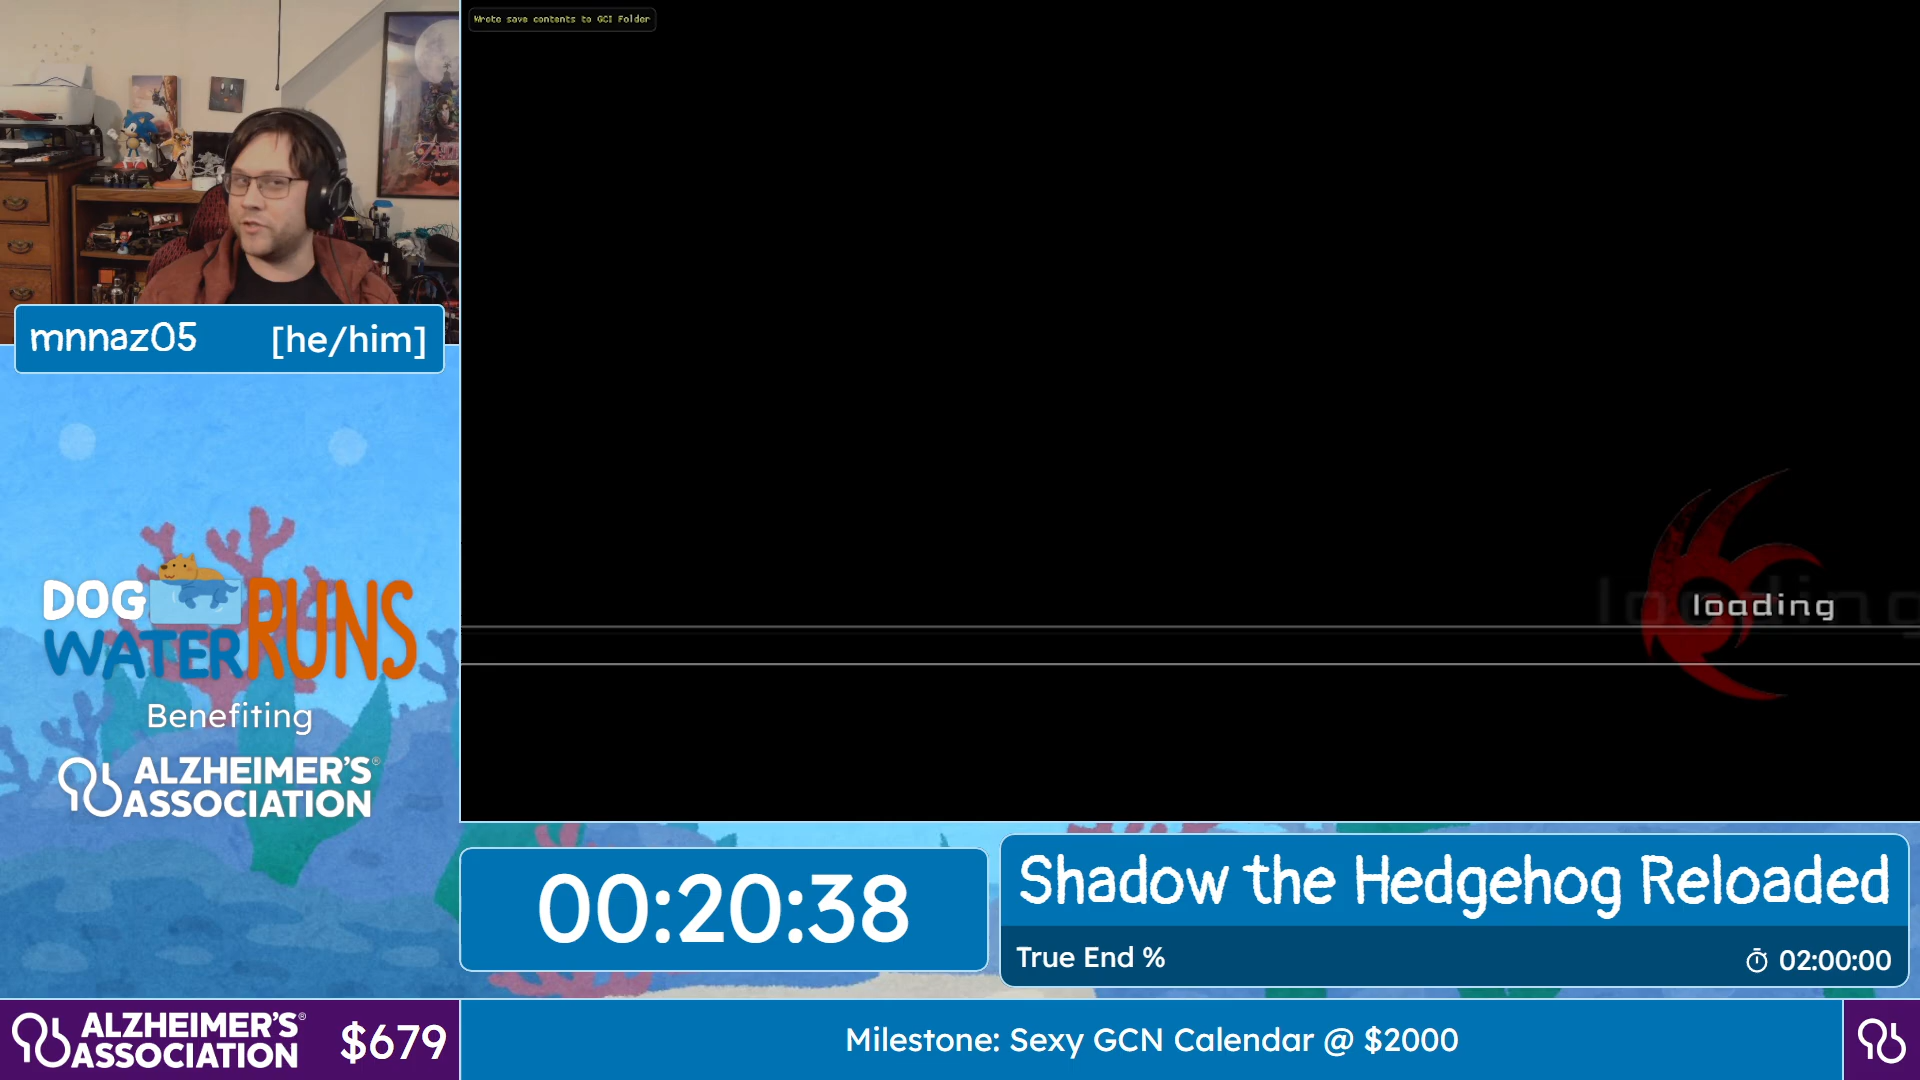 Wrote save contents to GCI Folder
mnnaz05 [he/him]
loading
DOG
WATER RUNS
Benefiting
ALZHEIMER'S®
ASSOCIATION
00:20:38
Shadow the Hedgehog Reloaded
True End %
02:00:00
ALZHEIMER'S®
ASSOCIATION
$679
Milestone: Sexy GCN Calendar @ $2000